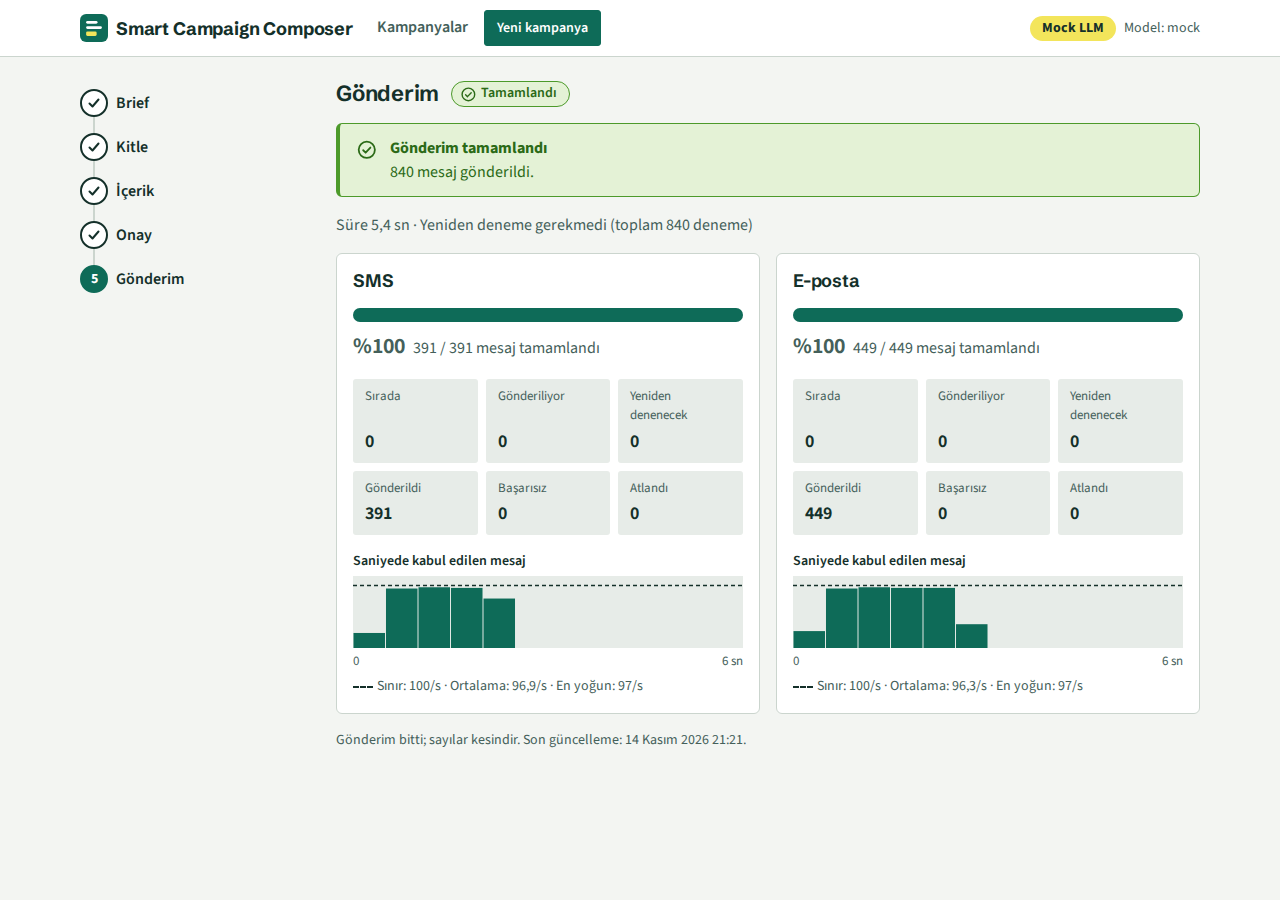 Smart Campaign Composer
Kampanyalar
Yeni kampanya
Mock LLM
Model: mock
Brief
Kitle
İçerik
Onay
5 Gönderim
Gönderim
Tamamlandı
Gönderim tamamlandı
840 mesaj gönderildi.
Süre 5,4 sn · Yeniden deneme gerekmedi (toplam 840 deneme)
SMS
%100 391 / 391 mesaj tamamlandı
Sırada
0
Gönderiliyor
0
Yeniden
denenecek
0
Gönderildi
391
Başarısız
0
Atlandı
0
Saniyede kabul edilen mesaj
0 6 sn
Sınır: 100/s · Ortalama: 96,9/s · En yoğun: 97/s
E-posta
%100 449 / 449 mesaj tamamlandı
Sırada
0
Gönderiliyor
0
Yeniden
denenecek
0
Gönderildi
449
Başarısız
0
Atlandı
0
Saniyede kabul edilen mesaj
0 6 sn
Sınır: 100/s · Ortalama: 96,3/s · En yoğun: 97/s
Gönderim bitti; sayılar kesindir. Son güncelleme: 14 Kasım 2026 21:21.